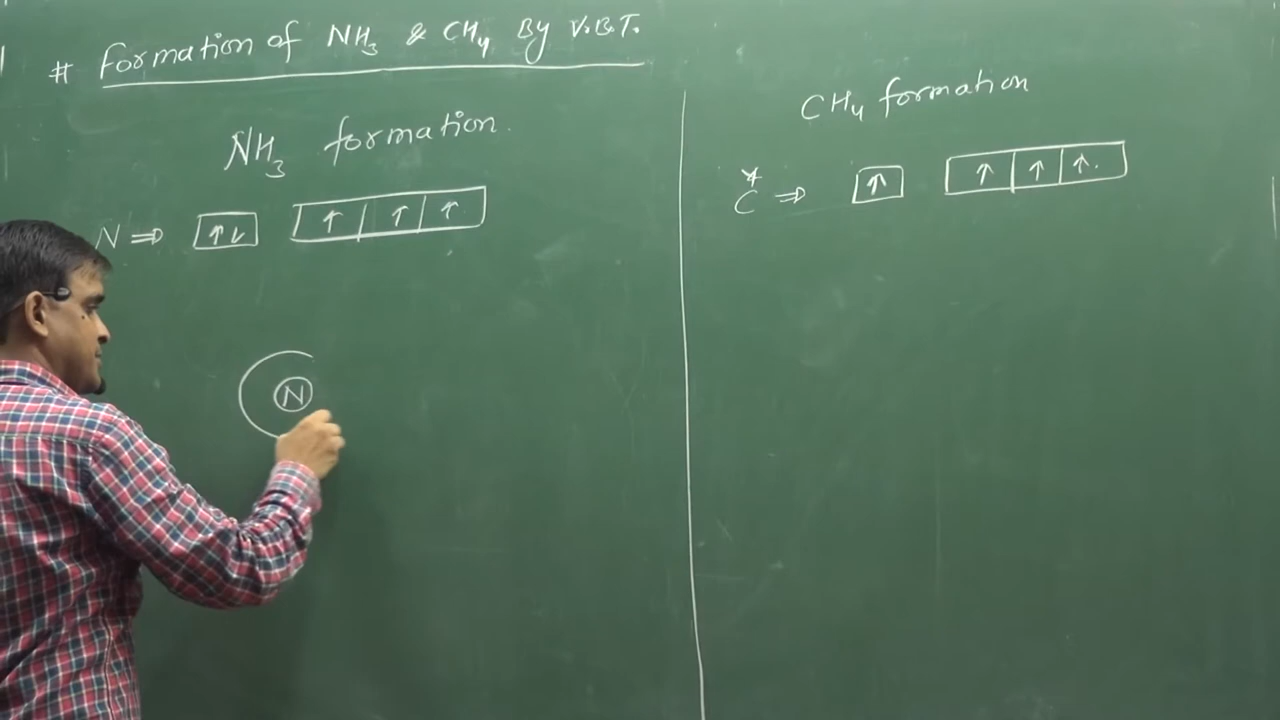 # Formation of NH₃ & CH₄ By V.B.T.
NH₃ formation.
N ⇒ ↑↓ ↑ ↑ ↑
N
CH₄ formation
C* ⇒ ↑ ↑ ↑ ↑.